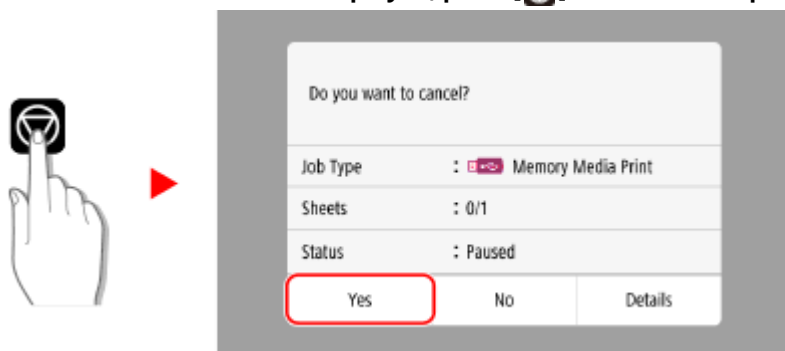 Do you want to cancel?
Job Type : Memory Media Print
Sheets : 0/1
Status : Paused
Yes No Details